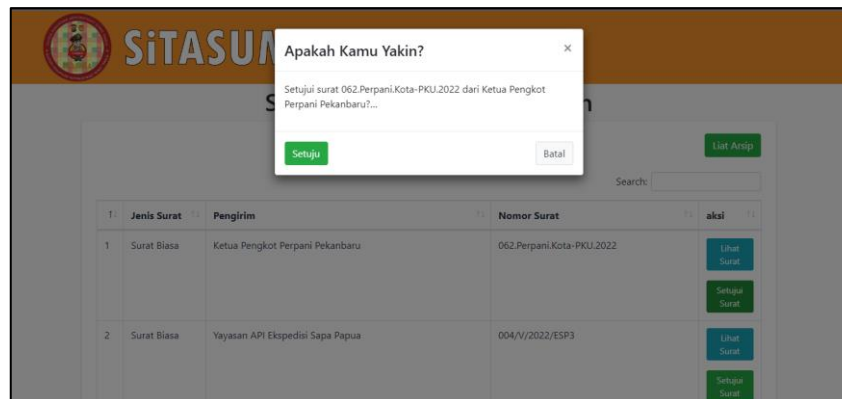 Apakah Kamu Yakin?
×
Setujui surat 062.Perpani.Kota-PKU.2022 dari Ketua Pengkot
Perpani Pekanbaru?...
Setuju
Batal
Liat Arsip
Search:
Jenis Surat
Pengirim
Nomor Surat
aksi
1
Surat Biasa
Ketua Pengkot Perpani Pekanbaru
062.Perpani.Kota-PKU.2022
Lihat
Surat
Setujui
Surat
2
Surat Biasa
Yayasan API Ekspedisi Sapa Papua
004/V/2022/ESP3
Lihat
Surat
Setujui
Surat